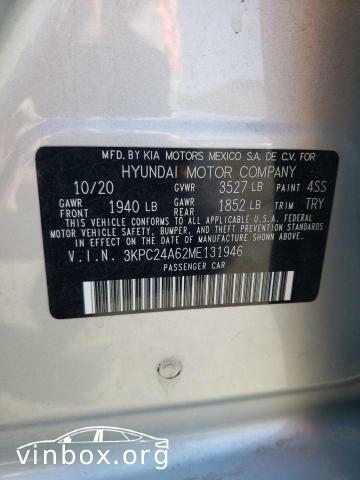 MFD. BY KIA MOTORS MEXICO S.A. DE C.V. FOR
HYUNDAI MOTOR COMPANY
10/20 GVWR 3527 LB PAINT 4SS
GAWR FRONT 1940 LB GAWR REAR 1852 LB TRIM TRY
THIS VEHICLE CONFORMS TO ALL APPLICABLE U.S.A. FEDERAL
MOTOR VEHICLE SAFETY, BUMPER, AND THEFT PREVENTION
STANDARDS IN EFFECT ON THE DATE OF MANUFACTURE SHOWN ABOVE.
V.I.N. 3KPC24A62ME131946
PASSENGER CAR
vinbox.org